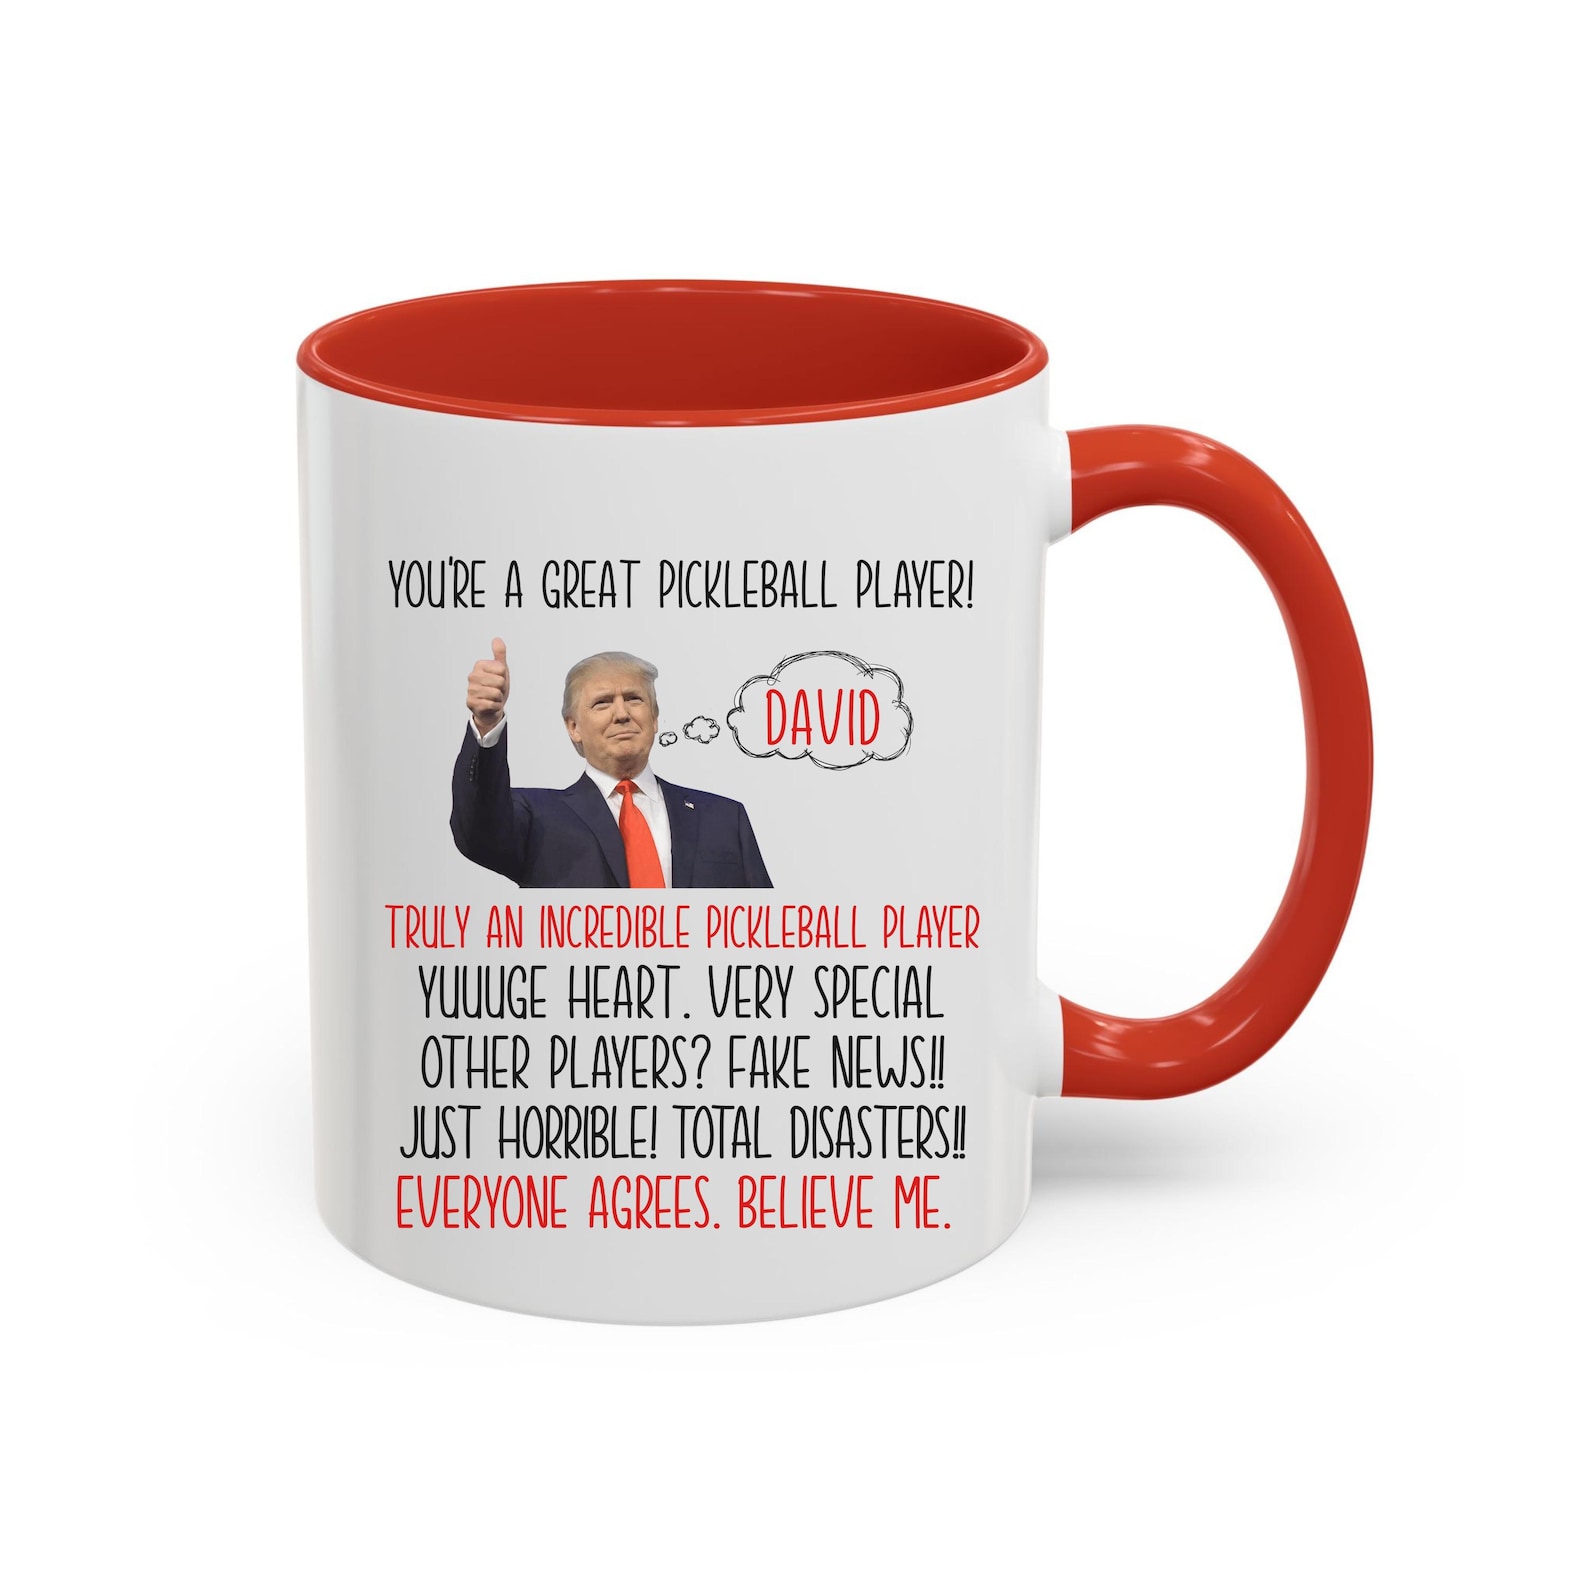 YOU'RE A GREAT PICKLEBALL PLAYER!
DAVID
TRULY AN INCREDIBLE PICKLEBALL PLAYER
YUUUGE HEART. VERY SPECIAL
OTHER PLAYERS? FAKE NEWS!!
JUST HORRIBLE! TOTAL DISASTERS!!
EVERYONE AGREES. BELIEVE ME.